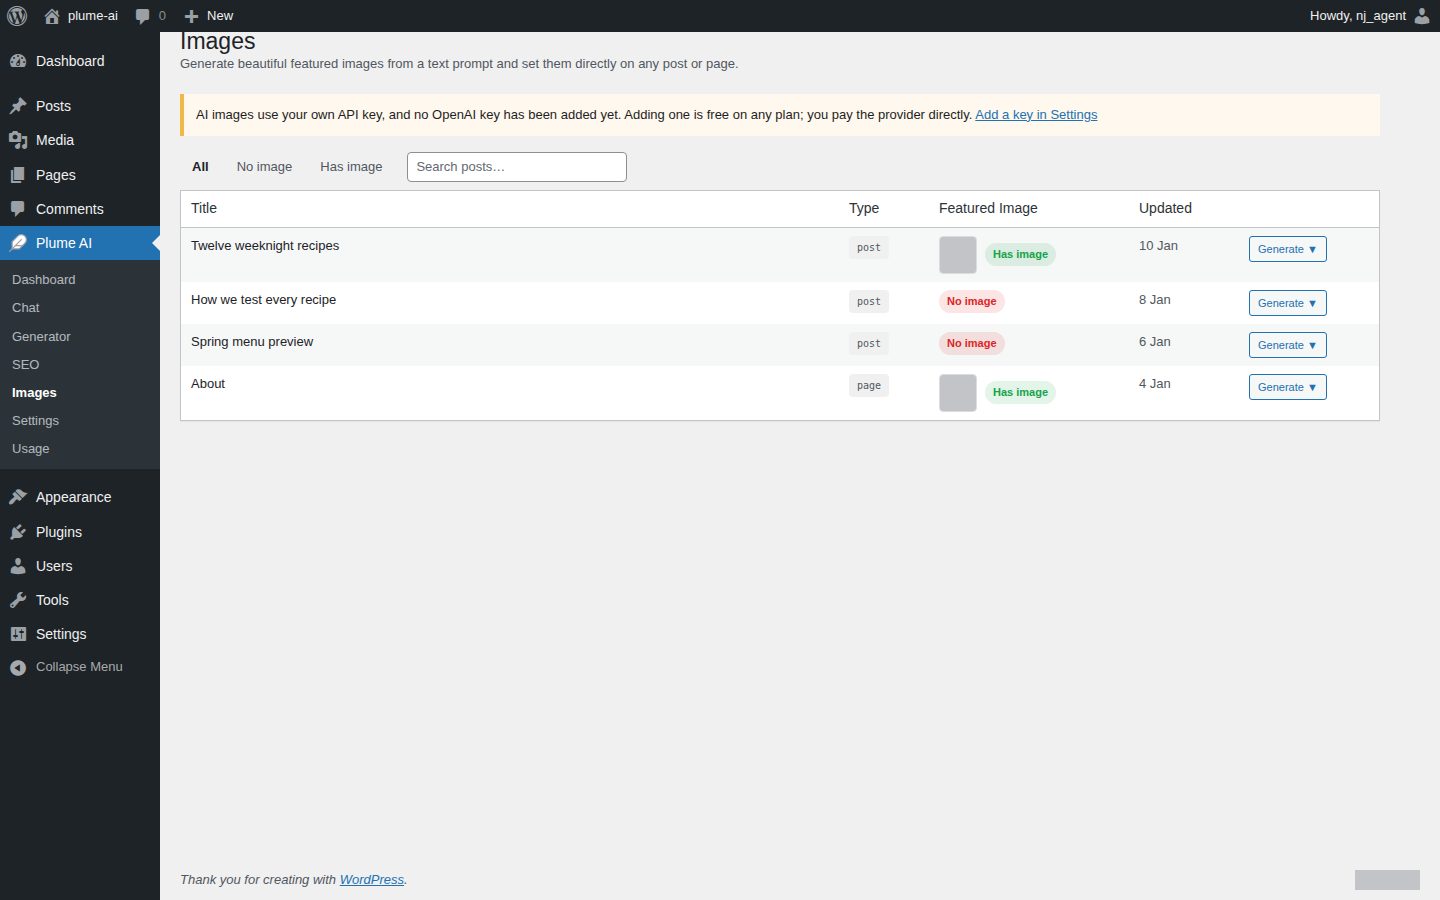 plume-ai 0 New Howdy, nj_agent
Dashboard
Posts
Media
Pages
Comments
Plume AI
Dashboard
Chat
Generator
SEO
Images
Settings
Usage
Appearance
Plugins
Users
Tools
Settings
Collapse Menu
Images
Generate beautiful featured images from a text prompt and set them directly on any post or page.
AI images use your own API key, and no OpenAI key has been added yet. Adding one is free on any plan; you pay the provider directly. Add a key in Settings
All No image Has image Search posts…
Title Type Featured Image Updated
Twelve weeknight recipes post Has image 10 Jan Generate ▼
How we test every recipe post No image 8 Jan Generate ▼
Spring menu preview post No image 6 Jan Generate ▼
About page Has image 4 Jan Generate ▼
Thank you for creating with WordPress.